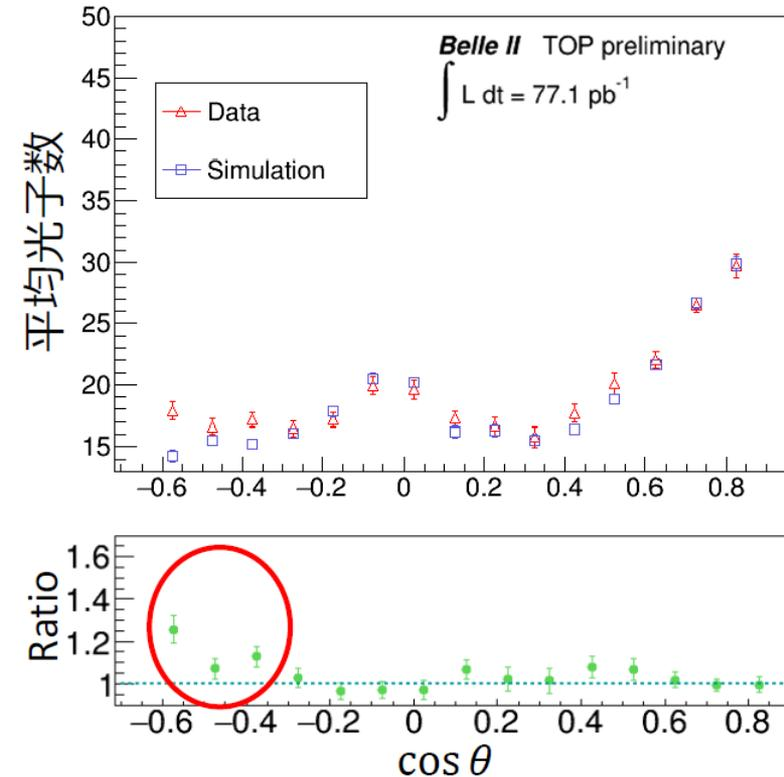 50
45
40
35
30
25
20
15
平均光子数
Belle II TOP preliminary
∫ L dt = 77.1 pb⁻¹
Data
Simulation
−0.6 −0.4 −0.2 0 0.2 0.4 0.6 0.8
1.6
1.4
1.2
1
Ratio
−0.6 −0.4 −0.2 0 0.2 0.4 0.6 0.8
cos θ